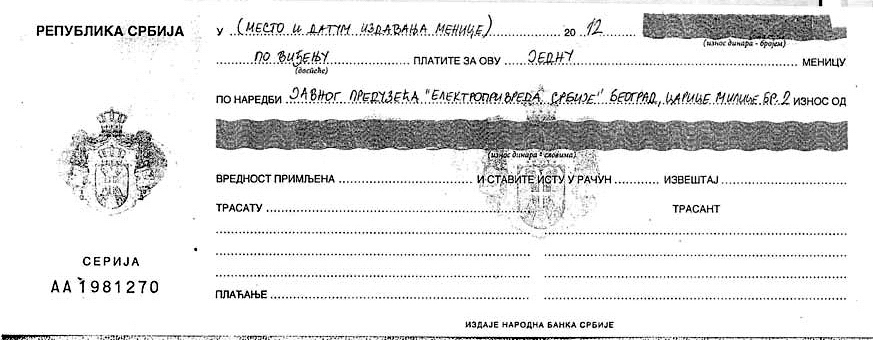 РЕПУБЛИКА СРБИЈА
У (МЕСТО И ДАТУМ ИЗДАВАЊА МЕНИЦЕ) 20 12
(износ динара - бројем)
ПО ВИЂЕЊУ ПЛАТИТЕ ЗА ОВУ ЈЕДНУ МЕНИЦУ
(доспеће)
ПО НАРЕДБИ ЈАВНОГ ПРЕДУЗЕЋА "ЕЛЕКТРОПРИВРЕДА СРБИЈЕ" БЕОГРАД, ЦАРИЦЕ МИЛИЦЕ БР. 2 ИЗНОС ОД
(износ динара - словима)
ВРЕДНОСТ ПРИМЉЕНА И СТАВИТЕ ИСТУ У РАЧУН ИЗВЕШТАЈ
ТРАСАТУ ТРАСАНТ
СЕРИЈА
АА 1981270
ПЛАЋАЊЕ
ИЗДАЈЕ НАРОДНА БАНКА СРБИЈЕ